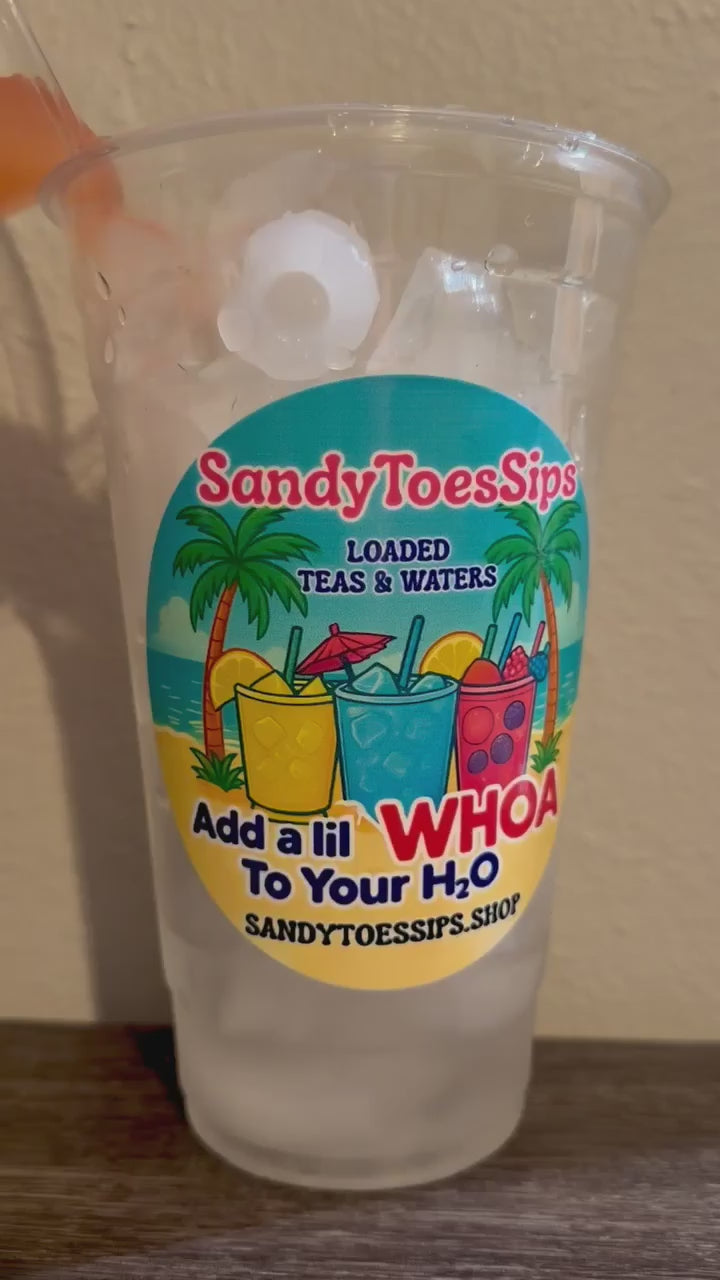 SandyToesSips
LOADED
TEAS & WATERS
Add a lil WHOA
To Your H₂O
SANDYTOESSIPS.SHOP